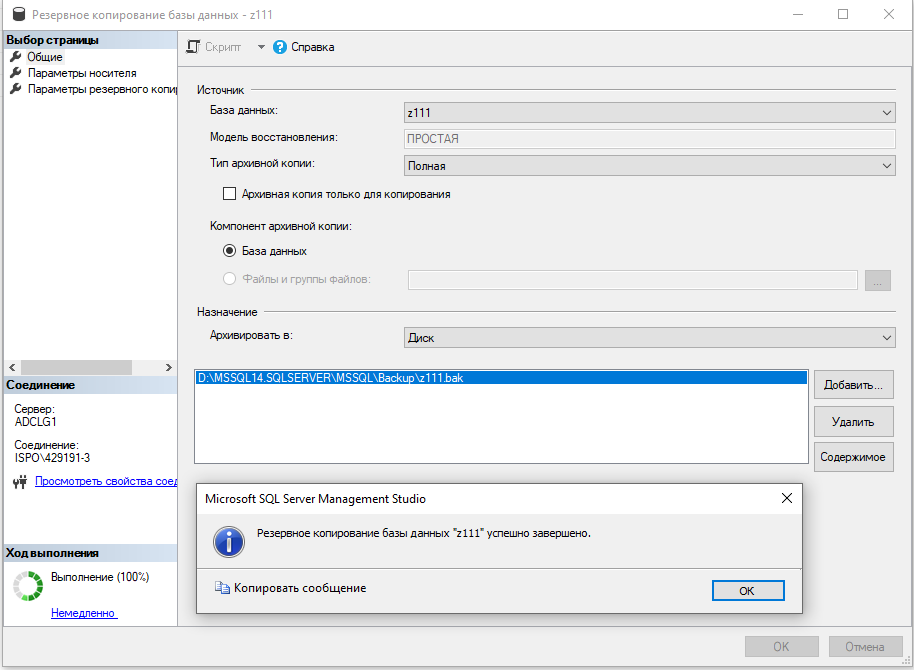 Резервное копирование базы данных - z111
Выбор страницы
Общие
Параметры носителя
Параметры резервного копи
Скрипт
Справка
Источник
База данных:
z111
Модель восстановления:
ПРОСТАЯ
Тип архивной копии:
Полная
Архивная копия только для копирования
Компонент архивной копии:
База данных
Файлы и группы файлов:
...
Назначение
Архивировать в:
Диск
D:\MSSQL14.SQLSERVER\MSSQL\Backup\z111.bak
Добавить...
Удалить
Содержимое
Соединение
Сервер:
ADCLG1
Соединение:
ISPO\429191-3
Просмотреть свойства соед
Ход выполнения
Выполнение (100%)
Немедленно
Microsoft SQL Server Management Studio
Резервное копирование базы данных "z111" успешно завершено.
Копировать сообщение
OK
OK
Отмена